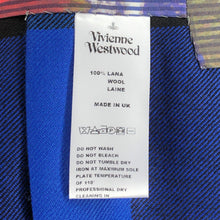 Vivienne
Westwood
100% LANA
WOOL
LAINE
MADE IN UK
DO NOT WASH
DO NOT BLEACH
DO NOT TUMBLE DRY
IRON AT MAXIMUM SOLE
PLATE TEMPERATURE
OF 110°
PROFESSIONAL DRY
CLEANING IN